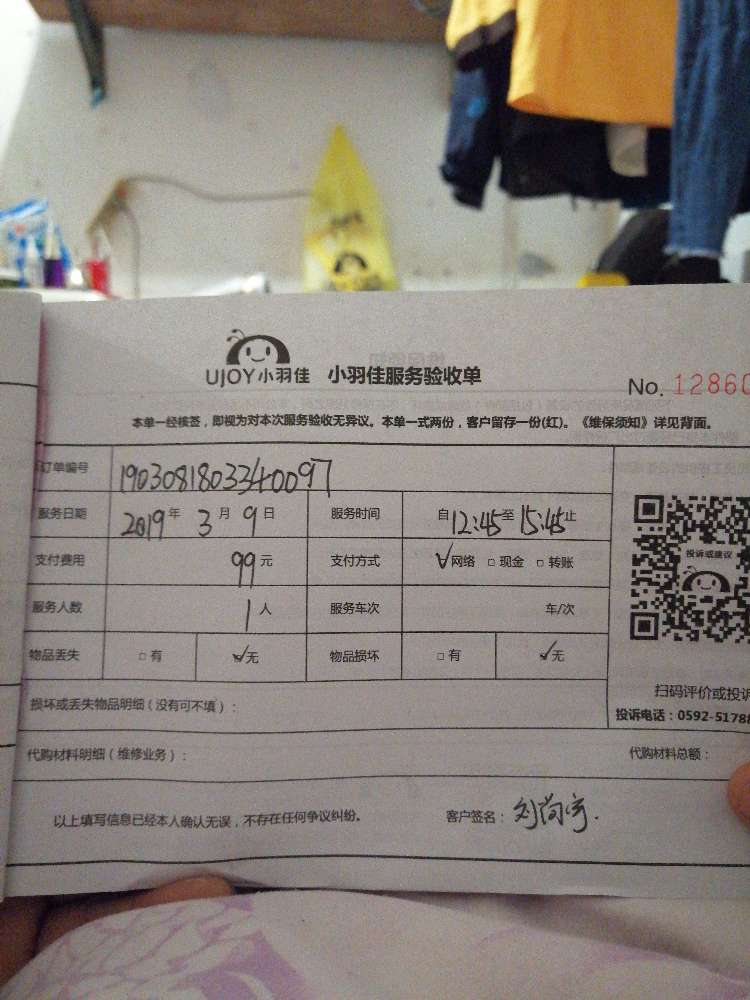 UJOY小羽佳 小羽佳服务验收单
No. 12860
本单一经核签，即视为对本次服务验收无异议。本单一式两份，客户留存一份(红)。《维保须知》详见背面。
订单编号 1903081803340097
服务日期 2019年 3月 9日 服务时间 自12:45至15:45止
支付费用 99元 支付方式 ✓网络 □现金 □转账
服务人数 1人 服务车次 车/次
物品丢失 □有 ✓无 物品损坏 □有 ✓无
投诉或建议
扫码评价或投诉
投诉电话：0592-51788
损坏或丢失物品明细（没有可不填）：
代购材料明细（维修业务）： 代购材料总额：
以上填写信息已经本人确认无误，不存在任何争议纠纷。 客户签名：刘